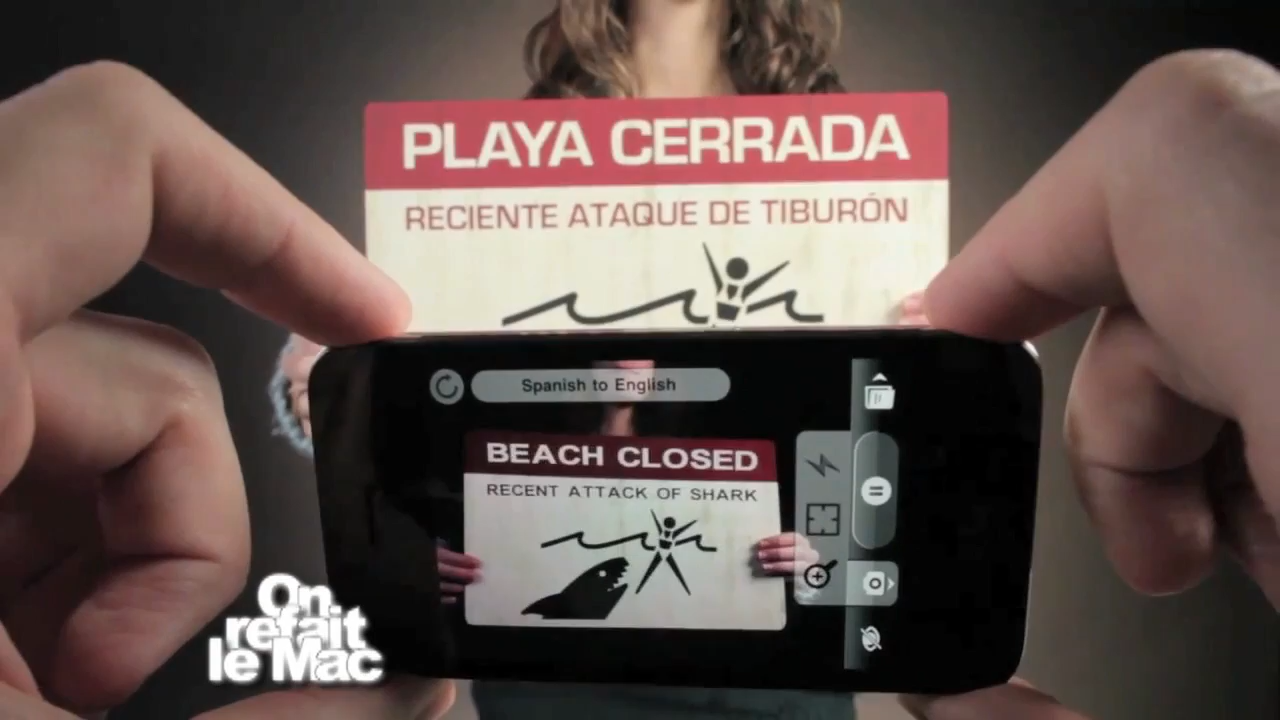 PLAYA CERRADA
RECIENTE ATAQUE DE TIBURÓN
Spanish to English
BEACH CLOSED
RECENT ATTACK OF SHARK
On
refait
le Mac